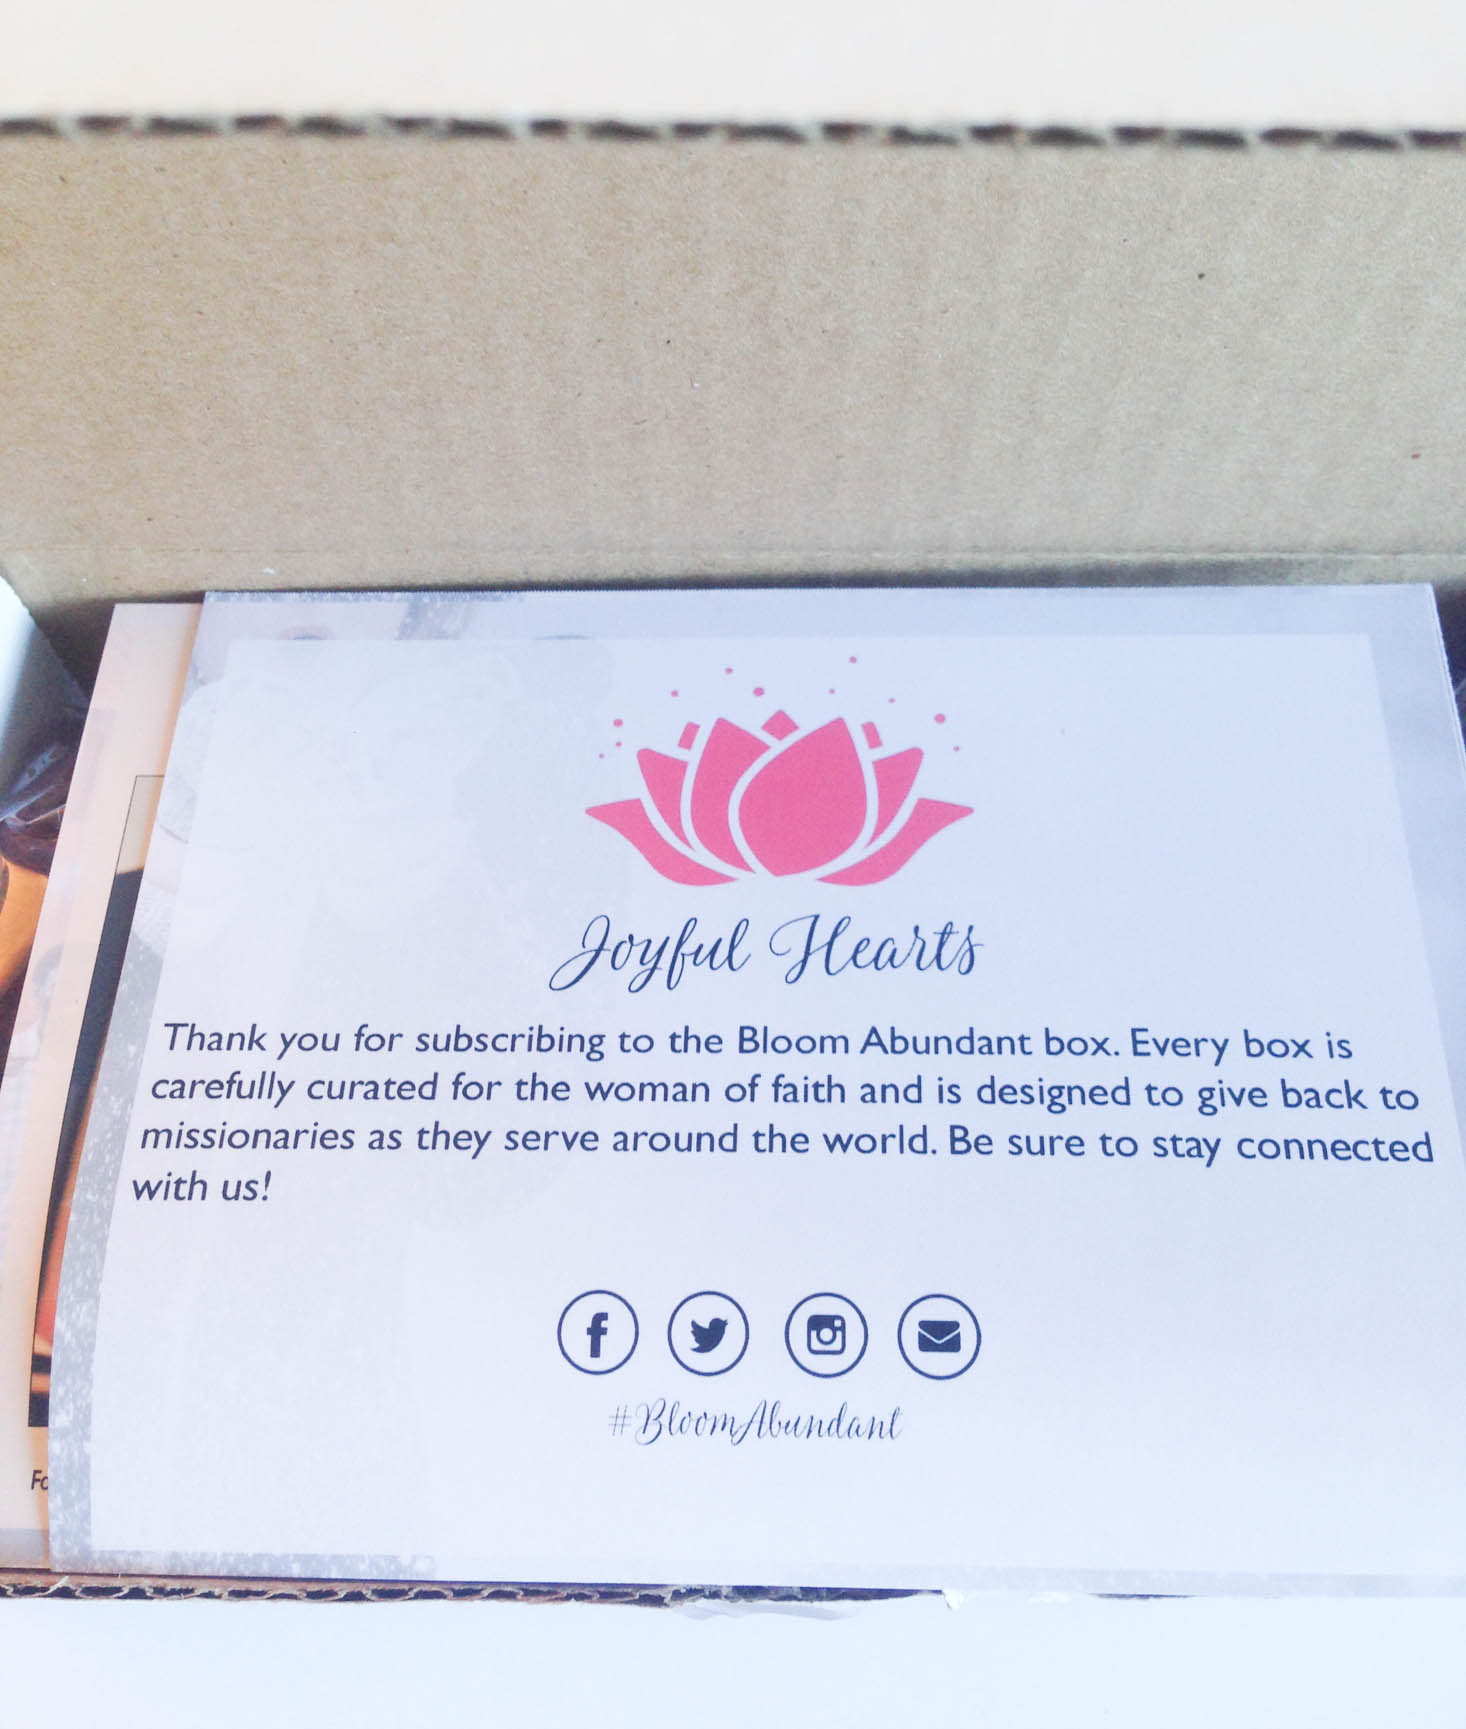 Joyful Hearts
Thank you for subscribing to the Bloom Abundant box. Every box is
carefully curated for the woman of faith and is designed to give back to
missionaries as they serve around the world. Be sure to stay connected
with us!
#BloomAbundant